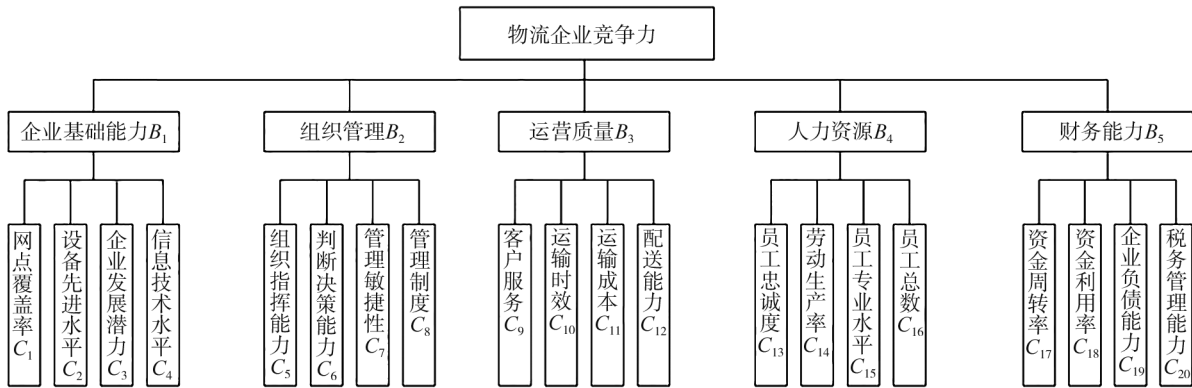 物流企业竞争力
企业基础能力B₁
组织管理B₂
运营质量B₃
人力资源B₄
财务能力B₅
网点覆盖率C₁
设备先进水平C₂
企业发展潜力C₃
信息技术水平C₄
组织指挥能力C₅
判断决策能力C₆
管理敏捷性C₇
管理制度C₈
客户服务C₉
运输时效C₁₀
运输成本C₁₁
配送能力C₁₂
员工忠诚度C₁₃
劳动生产率C₁₄
员工专业水平C₁₅
员工总数C₁₆
资金周转率C₁₇
资金利用率C₁₈
企业负债能力C₁₉
税务管理能力C₂₀